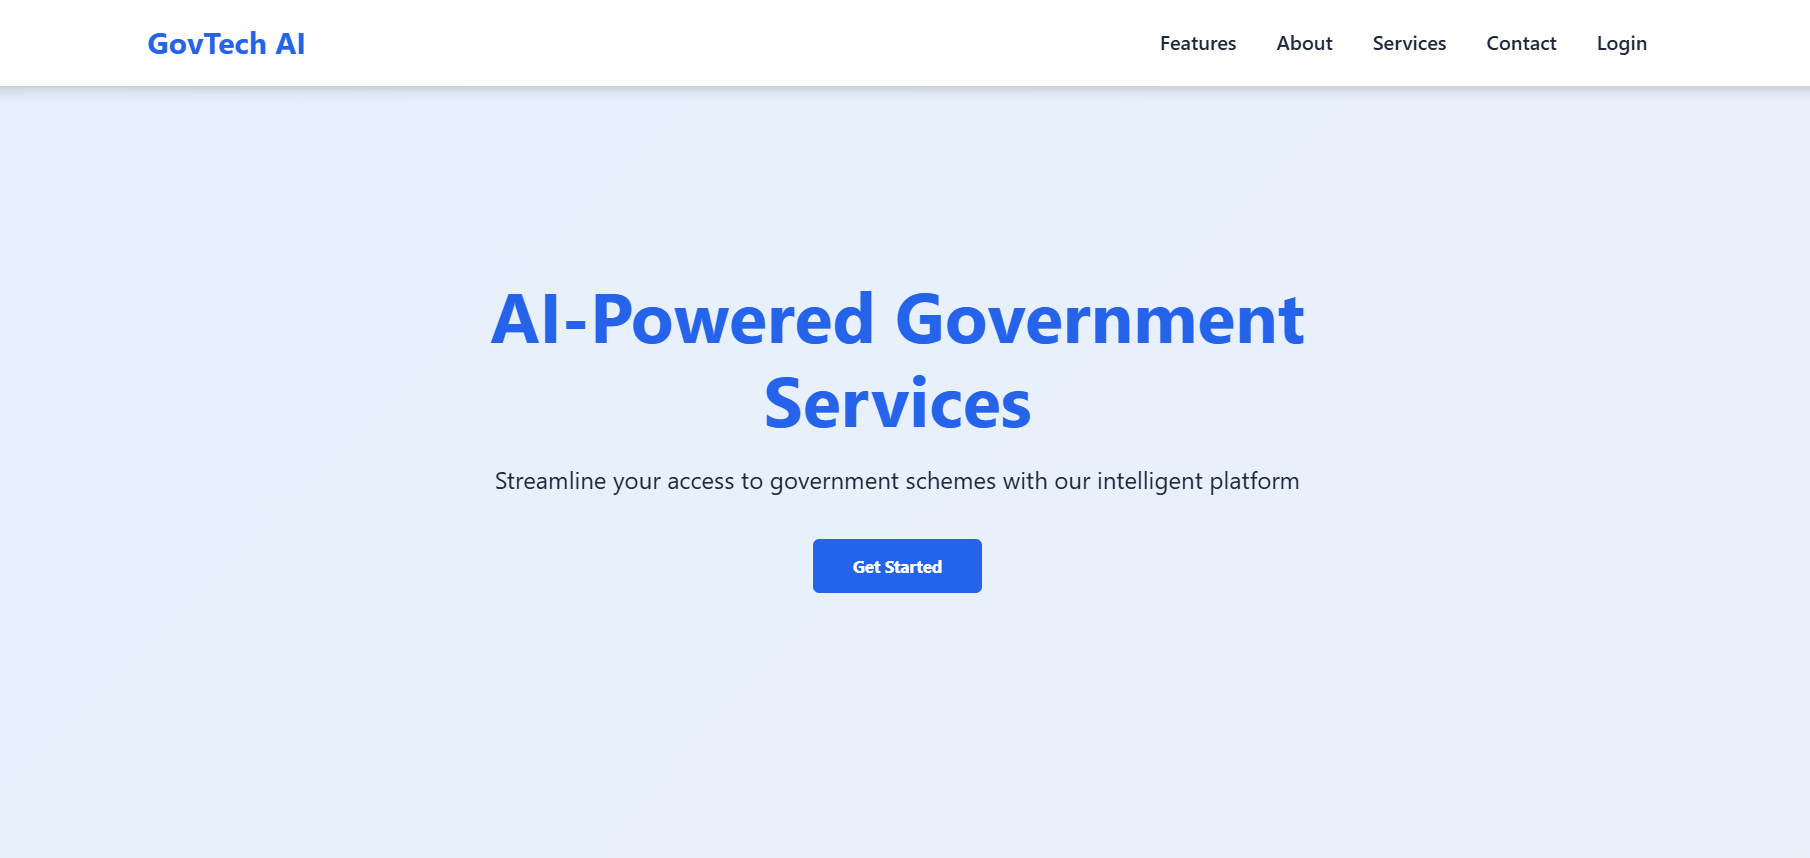 GovTech AI
Features About Services Contact Login
AI-Powered Government
Services
Streamline your access to government schemes with our intelligent platform
Get Started